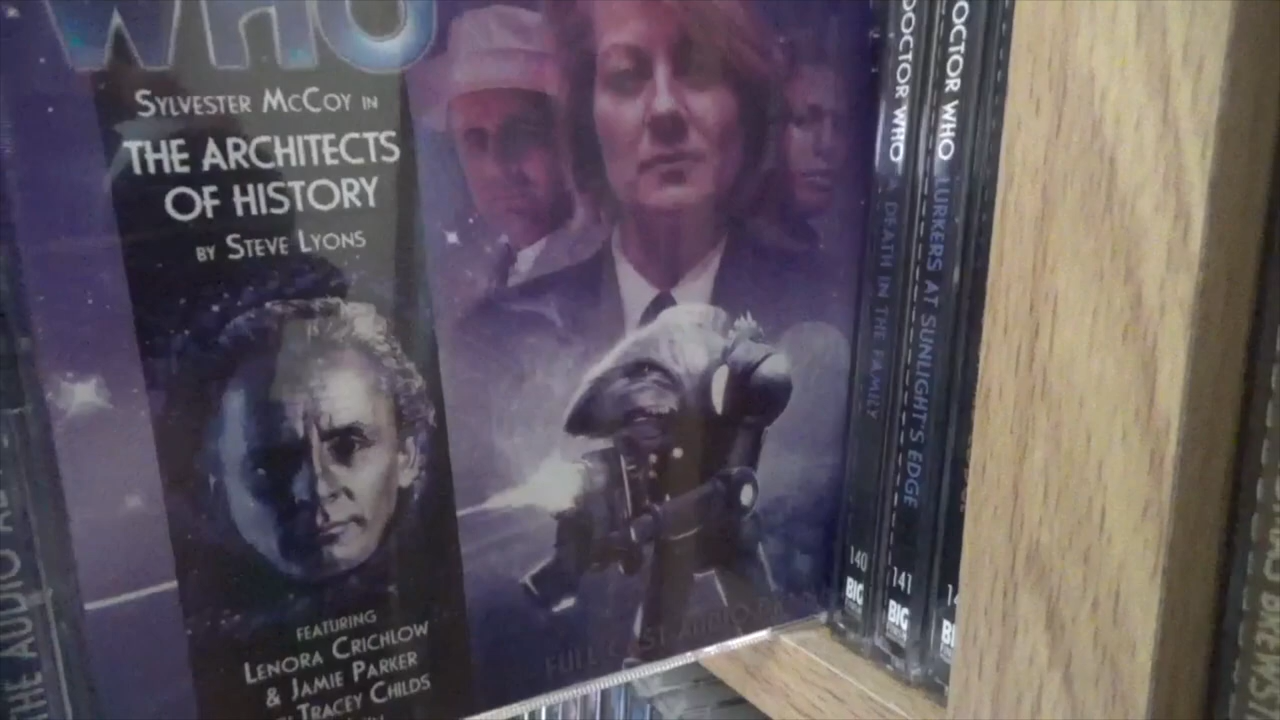 WHO
SYLVESTER MCCOY IN
THE ARCHITECTS
OF HISTORY
BY STEVE LYONS
FEATURING
LENORA CRICHLOW
& JAMIE PARKER
TRACEY CHILDS
FULL CAST AUDIO
DOCTOR WHO A DEATH IN THE FAMILY
140
BIG
DOCTOR WHO LURKERS AT SUNLIGHT'S EDGE
141
BIG
THE AUDIO